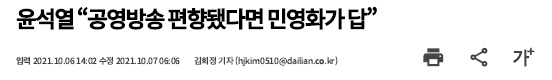 윤석열 “공영방송 편향됐다면 민영화가 답”
입력 2021.10.06 14:02 수정 2021.10.07 06:06 김희정 기자 (hjkim0510@dailian.co.kr)
가+